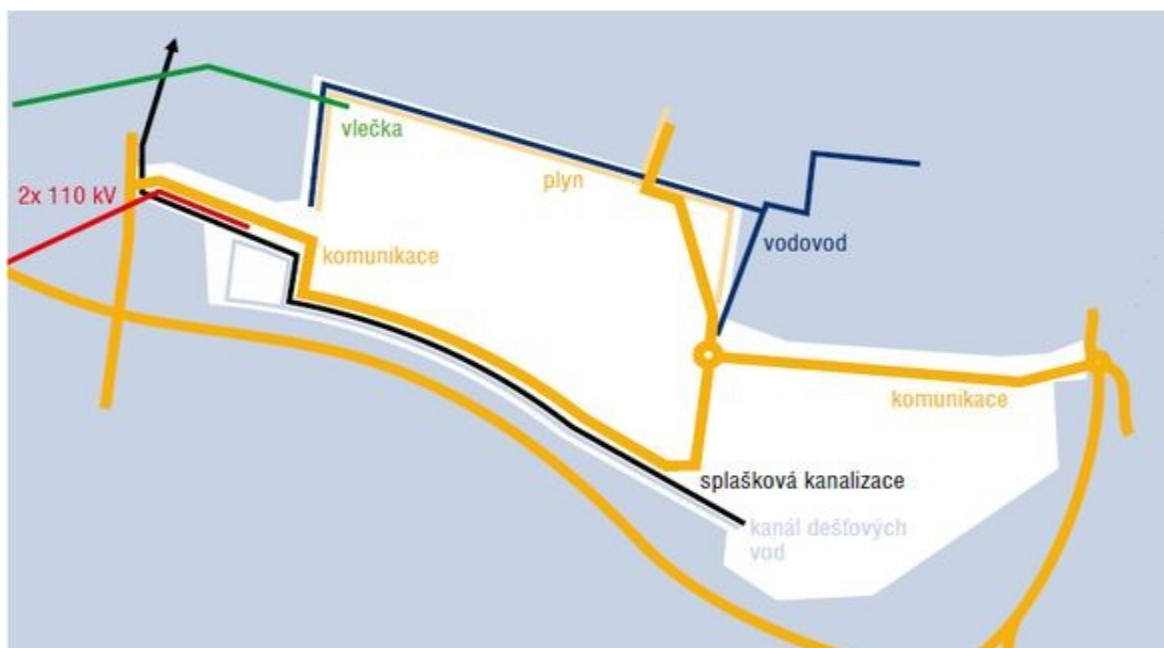 vlečka
plyn
2x 110 kV
vodovod
komunikace
komunikace
splašková kanalizace
kanál dešťových
vod